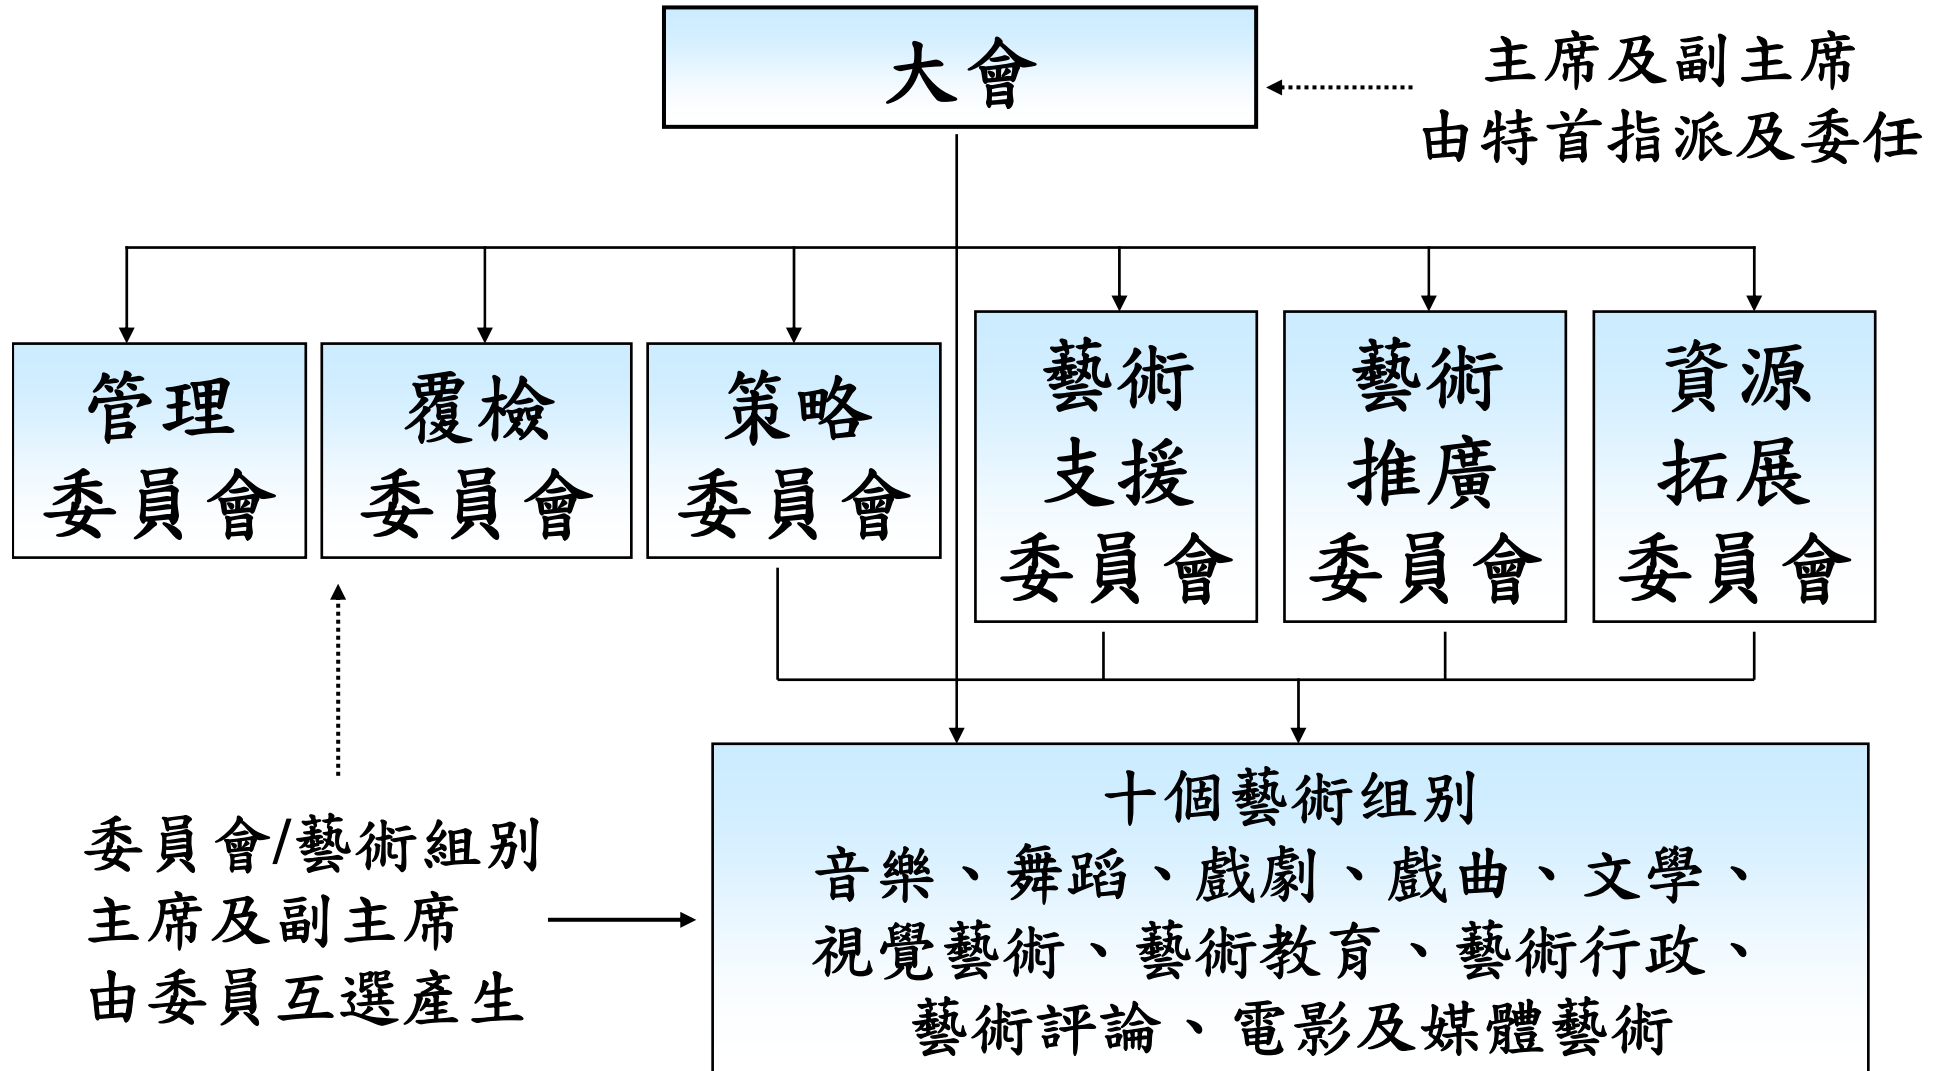 大會
主席及副主席
由特首指派及委任
管理
委員會
覆檢
委員會
策略
委員會
藝術
支援
委員會
藝術
推廣
委員會
資源
拓展
委員會
委員會/藝術組別
主席及副主席
由委員互選產生
十個藝術组別
音樂、舞蹈、戲劇、戲曲、文學、
視覺藝術、藝術教育、藝術行政、
藝術評論、電影及媒體藝術